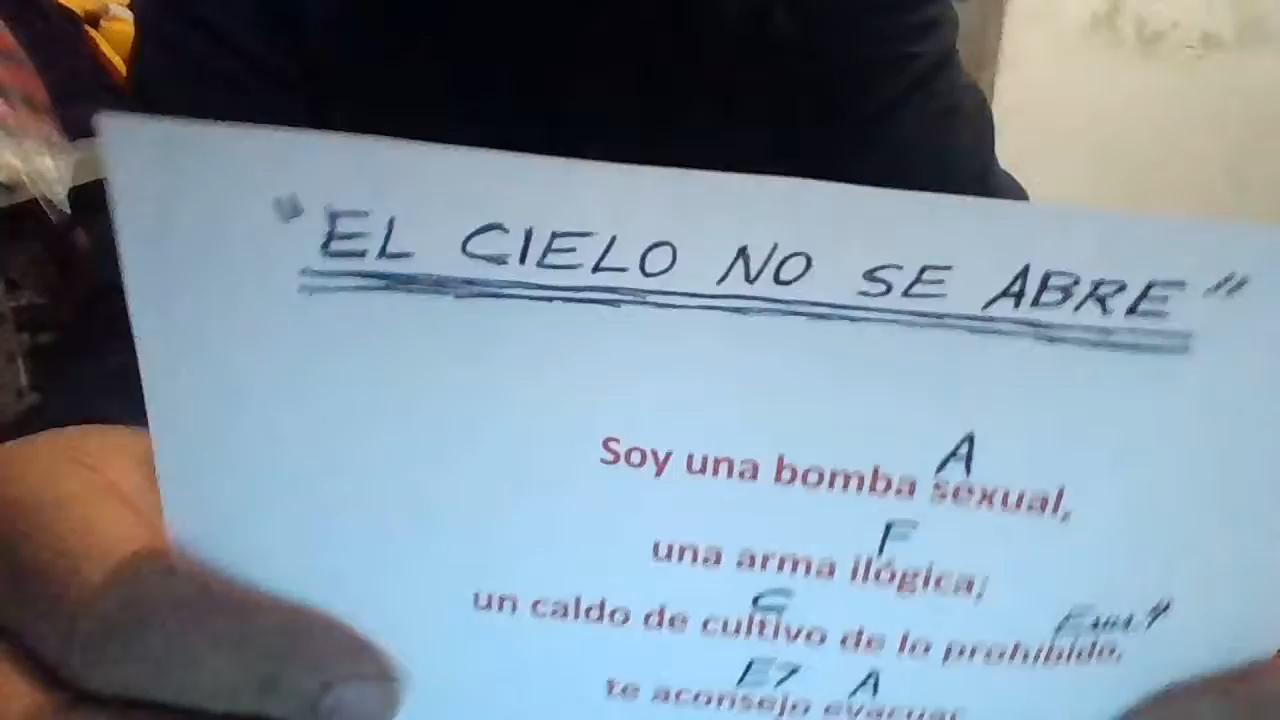 "EL CIELO NO SE ABRE"
A
Soy una bomba sexual,
F
una arma ilógica;
un caldo de cultivo de lo prohibido,
E7 A
te aconsejo evacuar